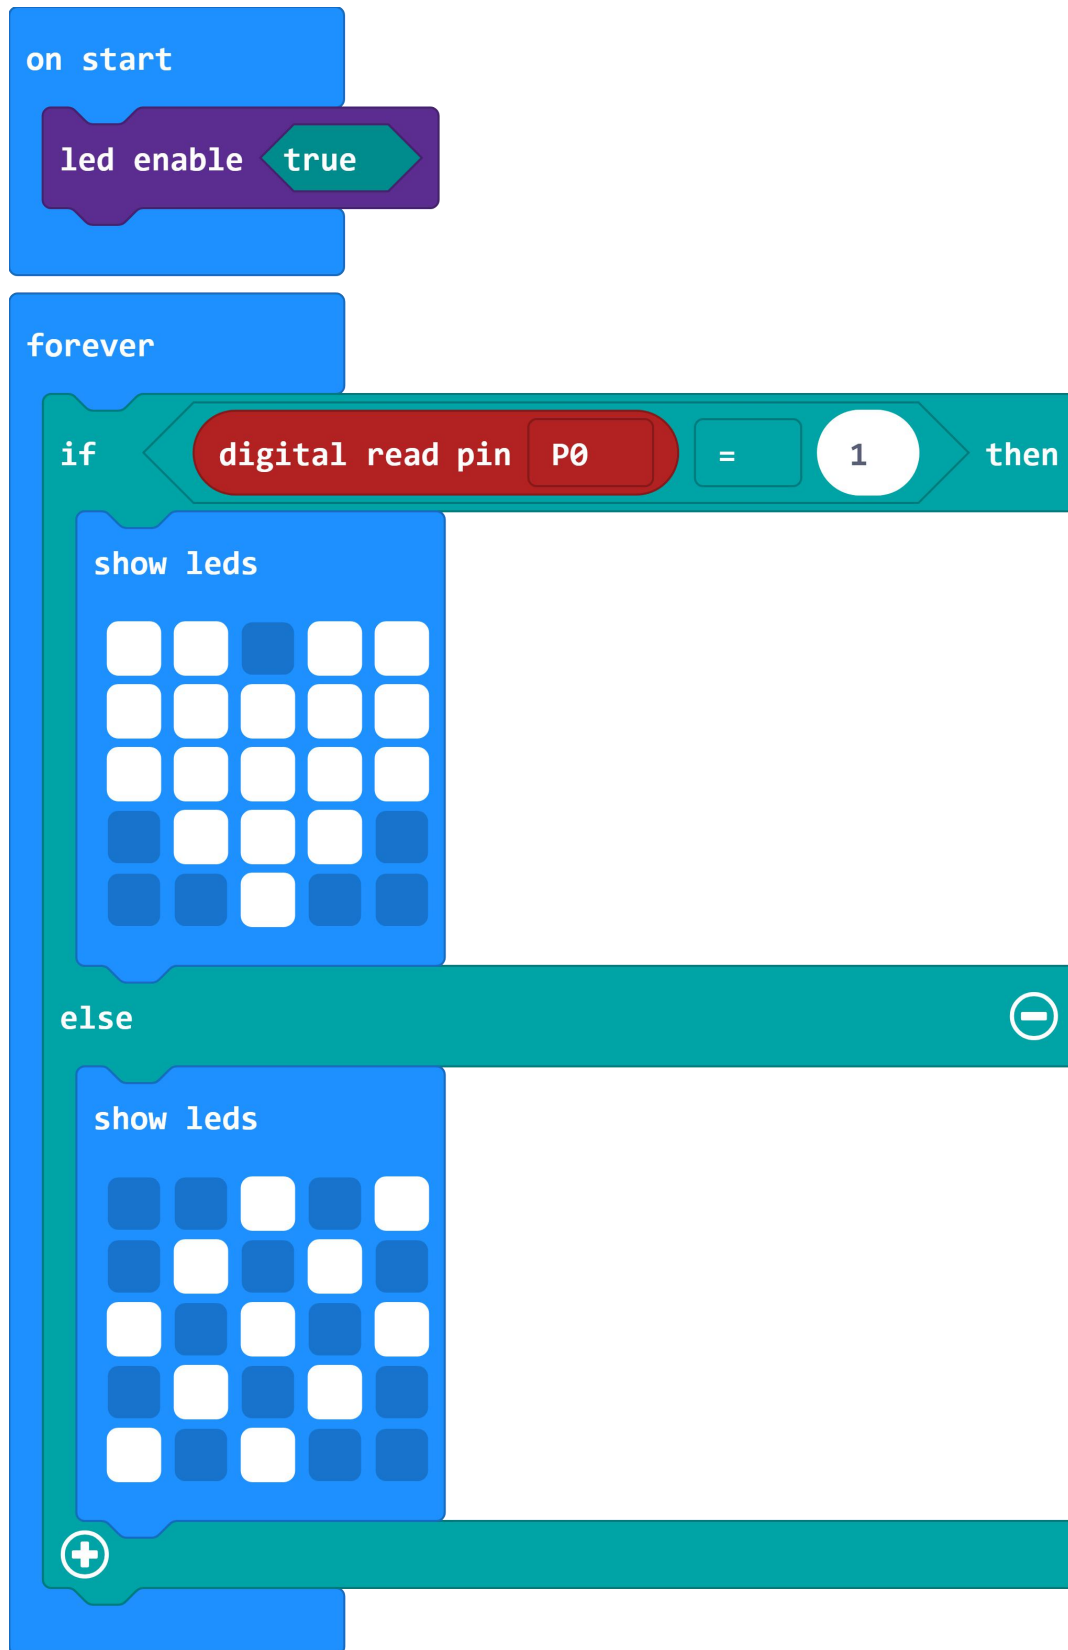 on start
led enable true
forever
if digital read pin P0 = 1 then
show leds
else
show leds